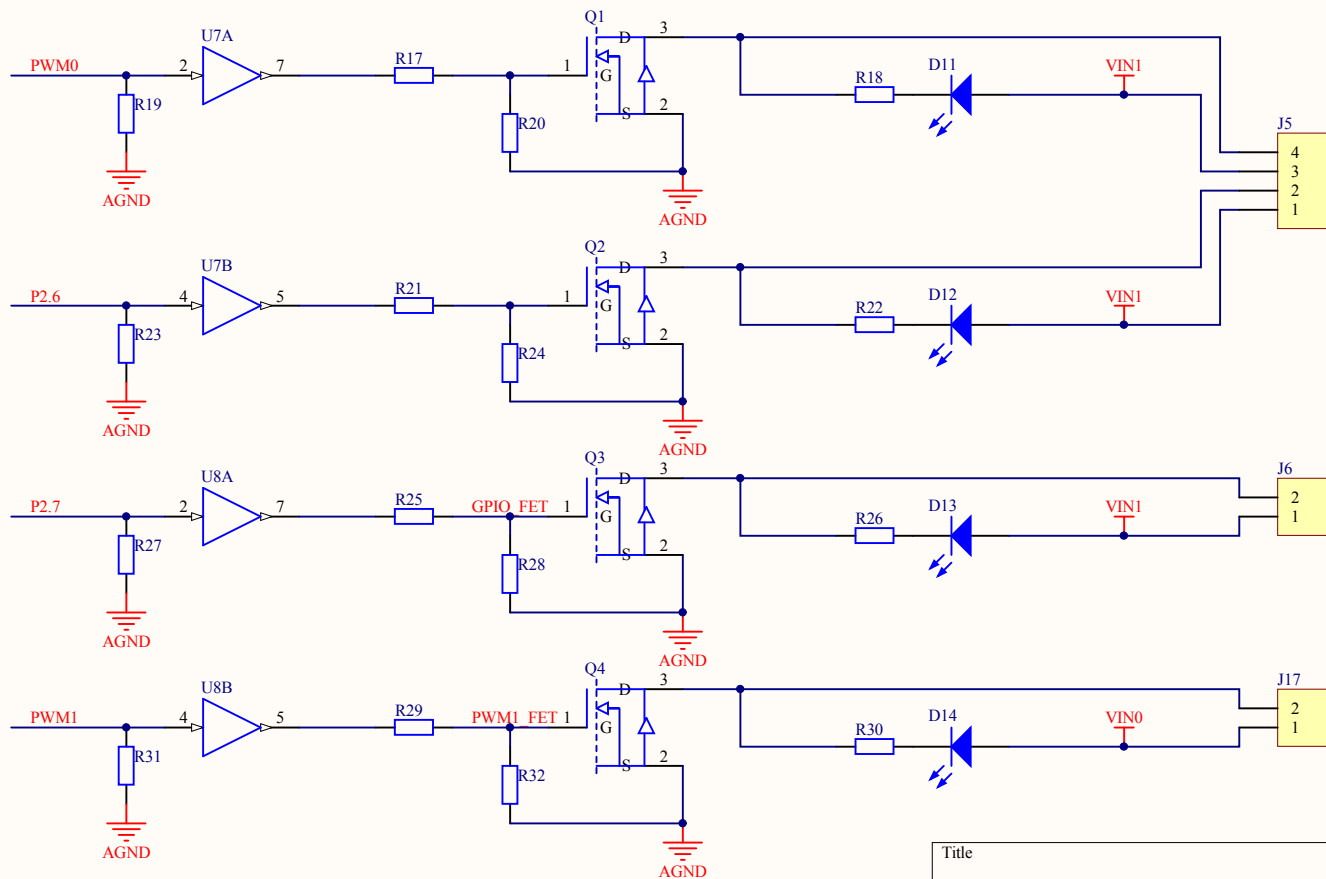 Q1
U7A
D
3
PWM0
2
7
R17
1
G
R18
D11
VIN1
R19
R20
S
2
J5
4
3
2
1
AGND
AGND
Q2
U7B
D
3
P2.6
4
5
R21
1
G
R22
D12
VIN1
R23
R24
S
2
AGND
AGND
Q3
U8A
D
3
J6
P2.7
2
7
R25
GPIO_FET
1
G
R26
D13
VIN1
2
1
R27
R28
S
2
AGND
AGND
Q4
U8B
D
3
J17
PWM1
4
5
R29
PWM1_FET
1
G
R30
D14
VIN0
2
1
R31
R32
S
2
AGND
AGND
Title